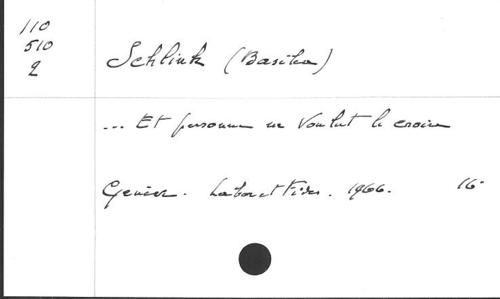 110
510
2
Schlink (Basilea)
... Et personne ne voulut le croire
Genève. Labor et Fides. 1966. 16°